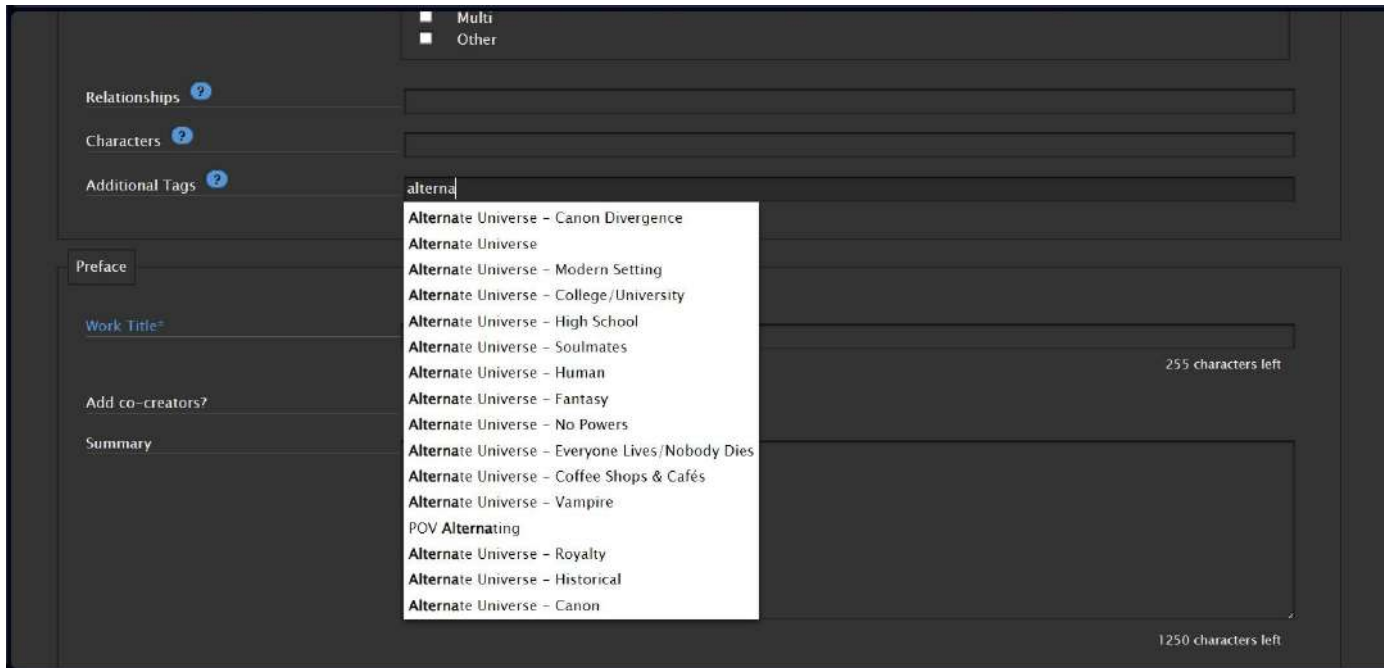 Multi
Other
Relationships ?
Characters ?
Additional Tags ? alterna
Alternate Universe – Canon Divergence
Alternate Universe
Alternate Universe – Modern Setting
Alternate Universe – College/University
Alternate Universe – High School
Alternate Universe – Soulmates
Alternate Universe – Human
Alternate Universe – Fantasy
Alternate Universe – No Powers
Alternate Universe – Everyone Lives/Nobody Dies
Alternate Universe – Coffee Shops & Cafés
Alternate Universe – Vampire
POV Alternating
Alternate Universe – Royalty
Alternate Universe – Historical
Alternate Universe – Canon
Preface
Work Title*
255 characters left
Add co-creators?
Summary
1250 characters left